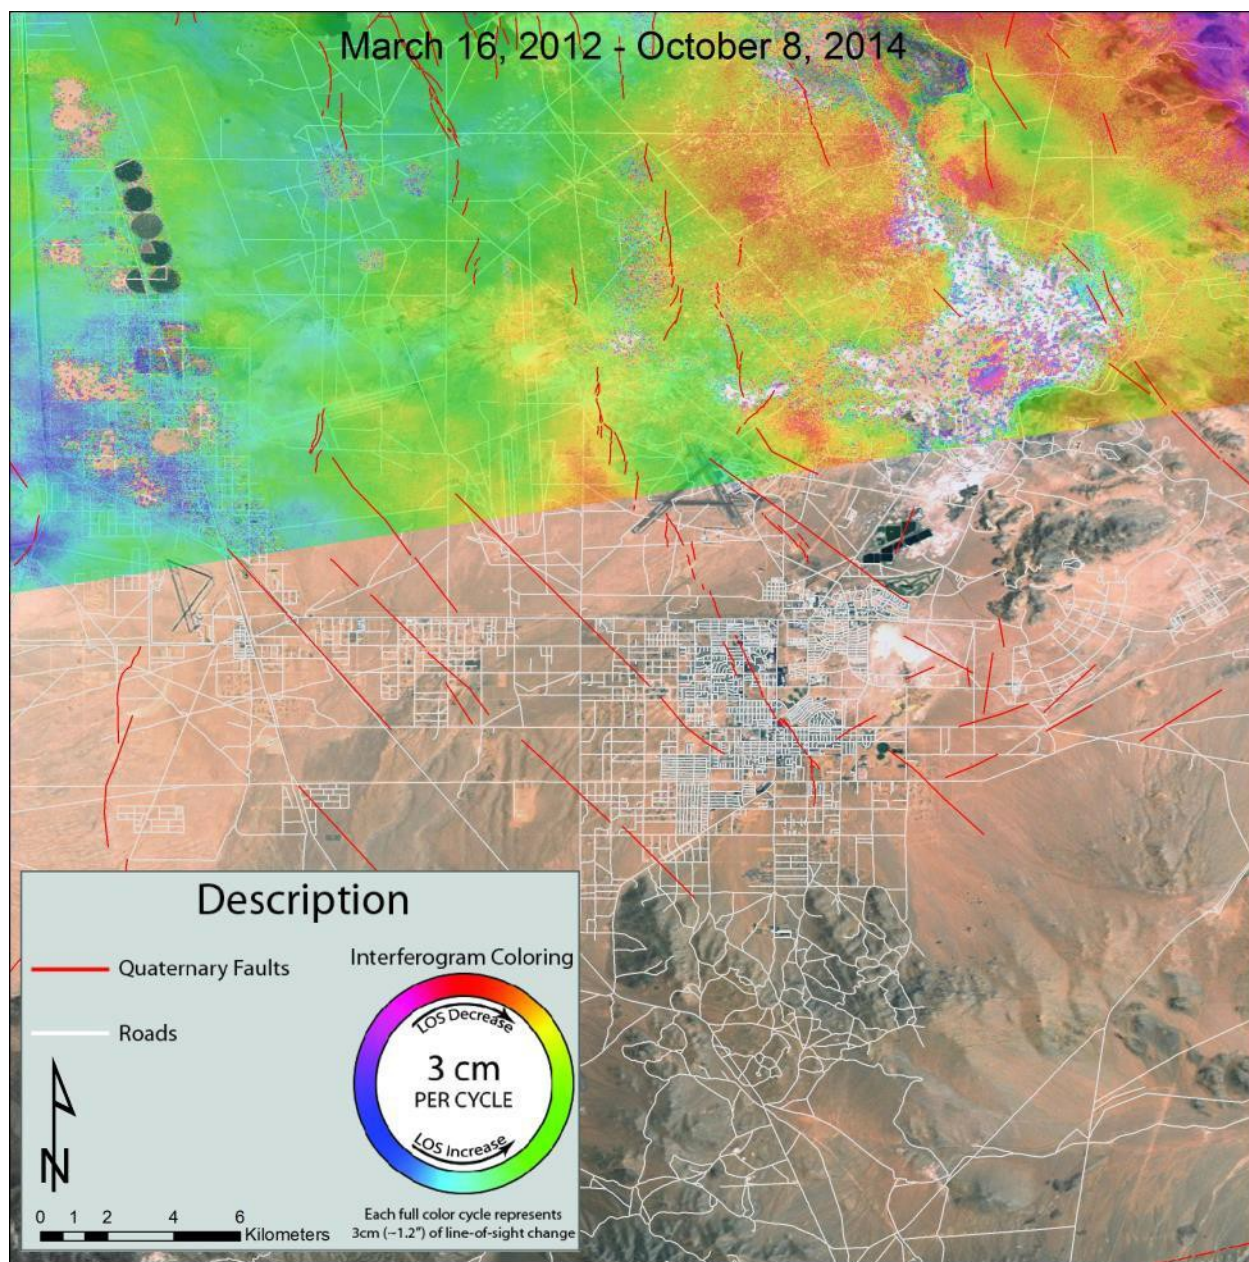 March 16, 2012 - October 8, 2014
Description
Quaternary Faults
Roads
N
0 1 2 4 6
Kilometers
Interferogram Coloring
LOS Decrease
3 cm
PER CYCLE
LOS Increase
Each full color cycle represents
3cm (~1.2") of line-of-sight change